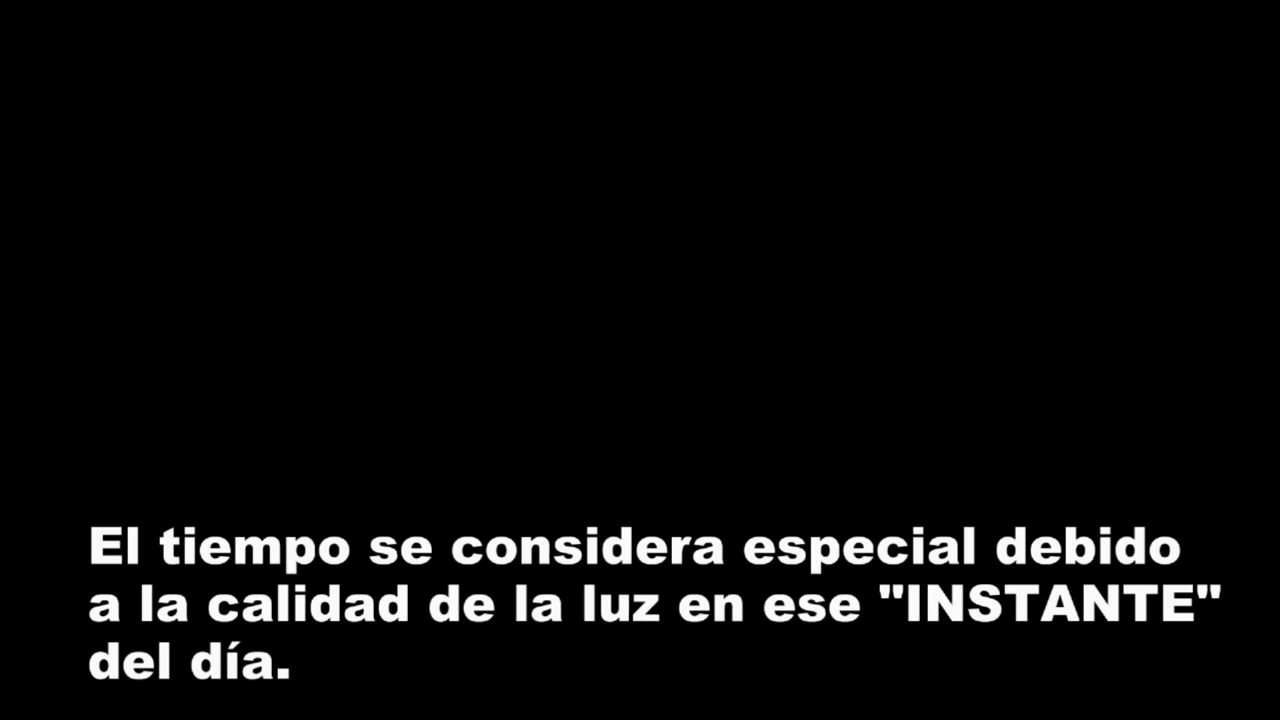 El tiempo se considera especial debido
a la calidad de la luz en ese "INSTANTE"
del día.